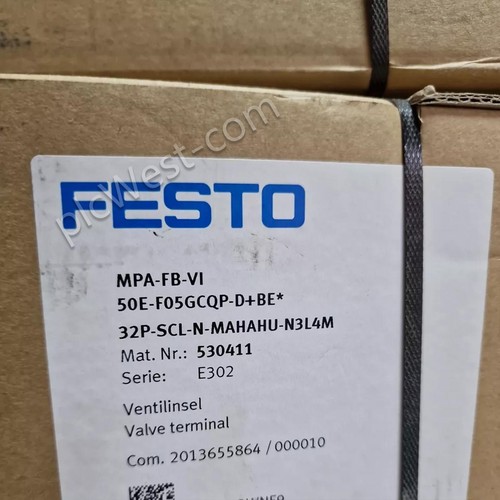 FESTO
MPA-FB-VI
50E-F05GCQP-D+BE*
32P-SCL-N-MAHAHU-N3L4M
Mat. Nr.: 530411
Serie: E302
Ventilinsel
Valve terminal
Com. 2013655864 / 000010
plcwest-com